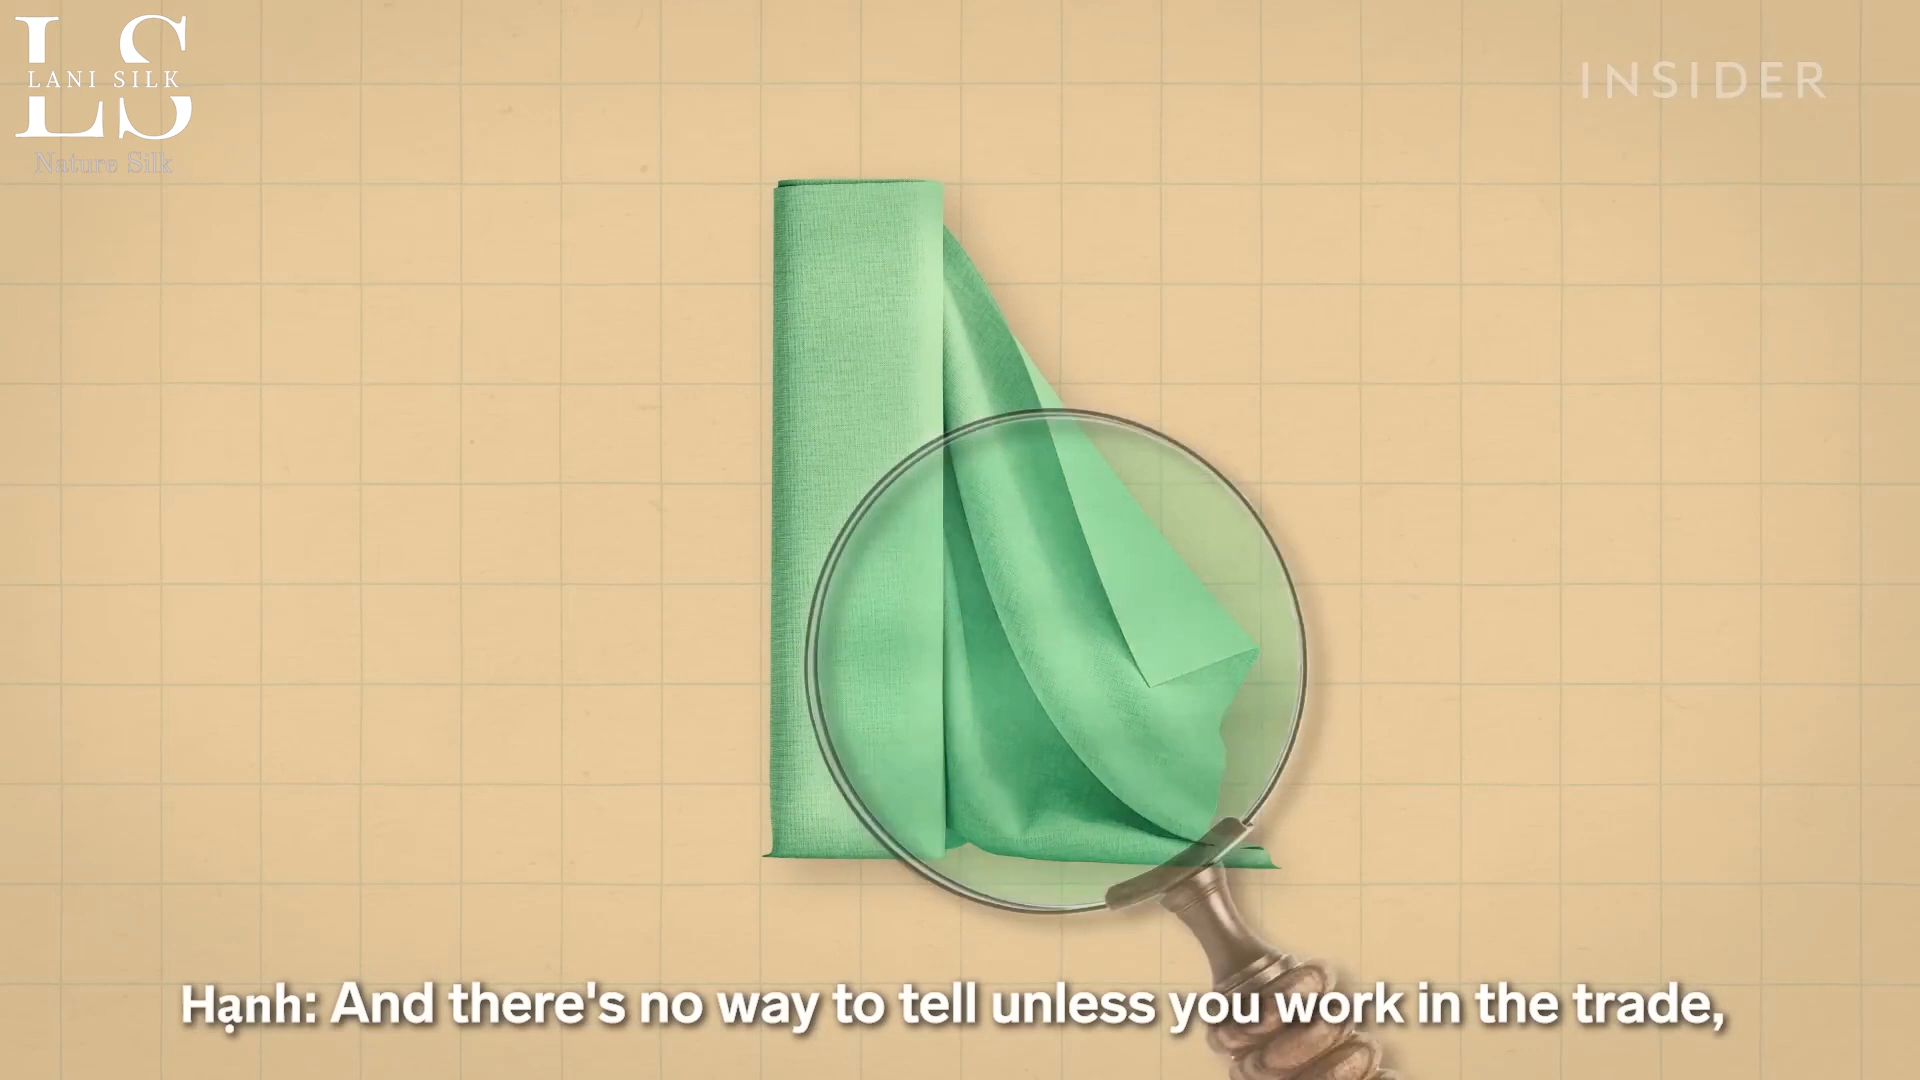 LS
LANI SILK
Nature Silk
INSIDER
Hạnh: And there's no way to tell unless you work in the trade,